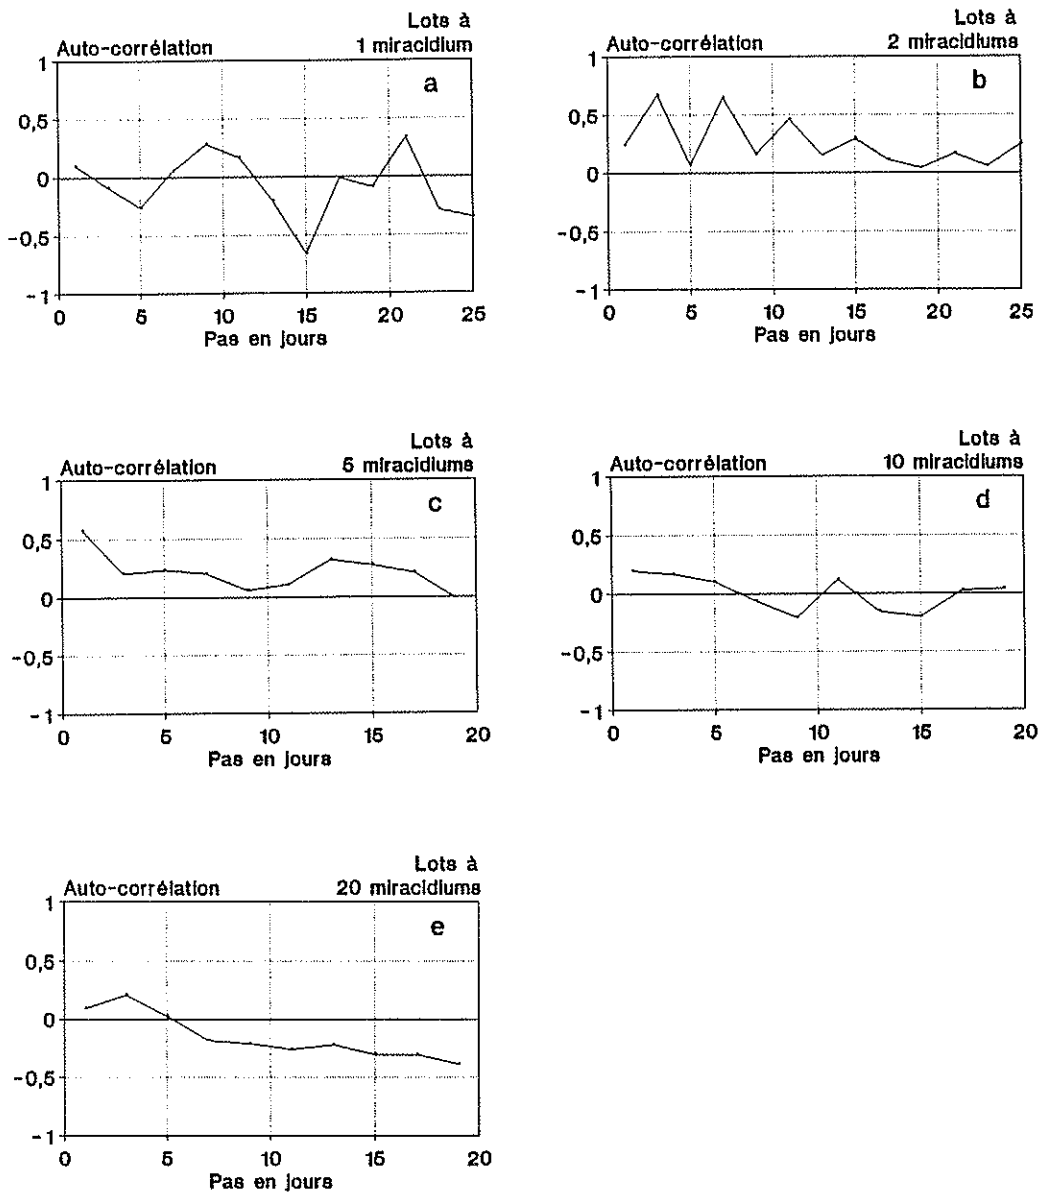 Lots à
Auto-corrélation 1 miracidium
a
1
0,5
0
-0,5
-1
0 5 10 15 20 25
Pas en jours
Lots à
Auto-corrélation 2 miracidiums
b
1
0,5
0
-0,5
-1
0 5 10 15 20 25
Pas en jours
Lots à
Auto-corrélation 5 miracidiums
c
1
0,5
0
-0,5
-1
0 5 10 15 20
Pas en jours
Lots à
Auto-corrélation 10 miracidiums
d
1
0,5
0
-0,5
-1
0 5 10 15 20
Pas en jours
Lots à
Auto-corrélation 20 miracidiums
e
1
0,5
0
-0,5
-1
0 5 10 15 20
Pas en jours